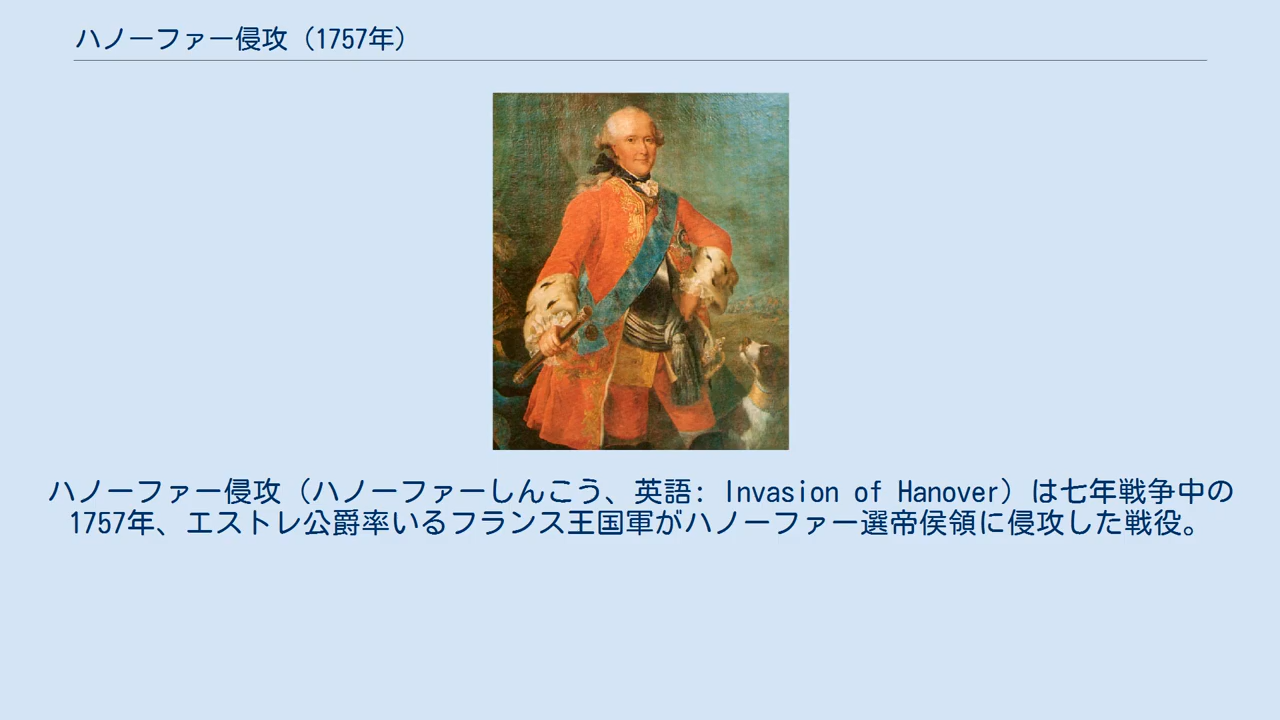 ハノーファー侵攻（1757年）
ハノーファー侵攻（ハノーファーしんこう、英語: Invasion of Hanover）は七年戦争中の
1757年、エストレ公爵率いるフランス王国軍がハノーファー選帝侯領に侵攻した戦役。